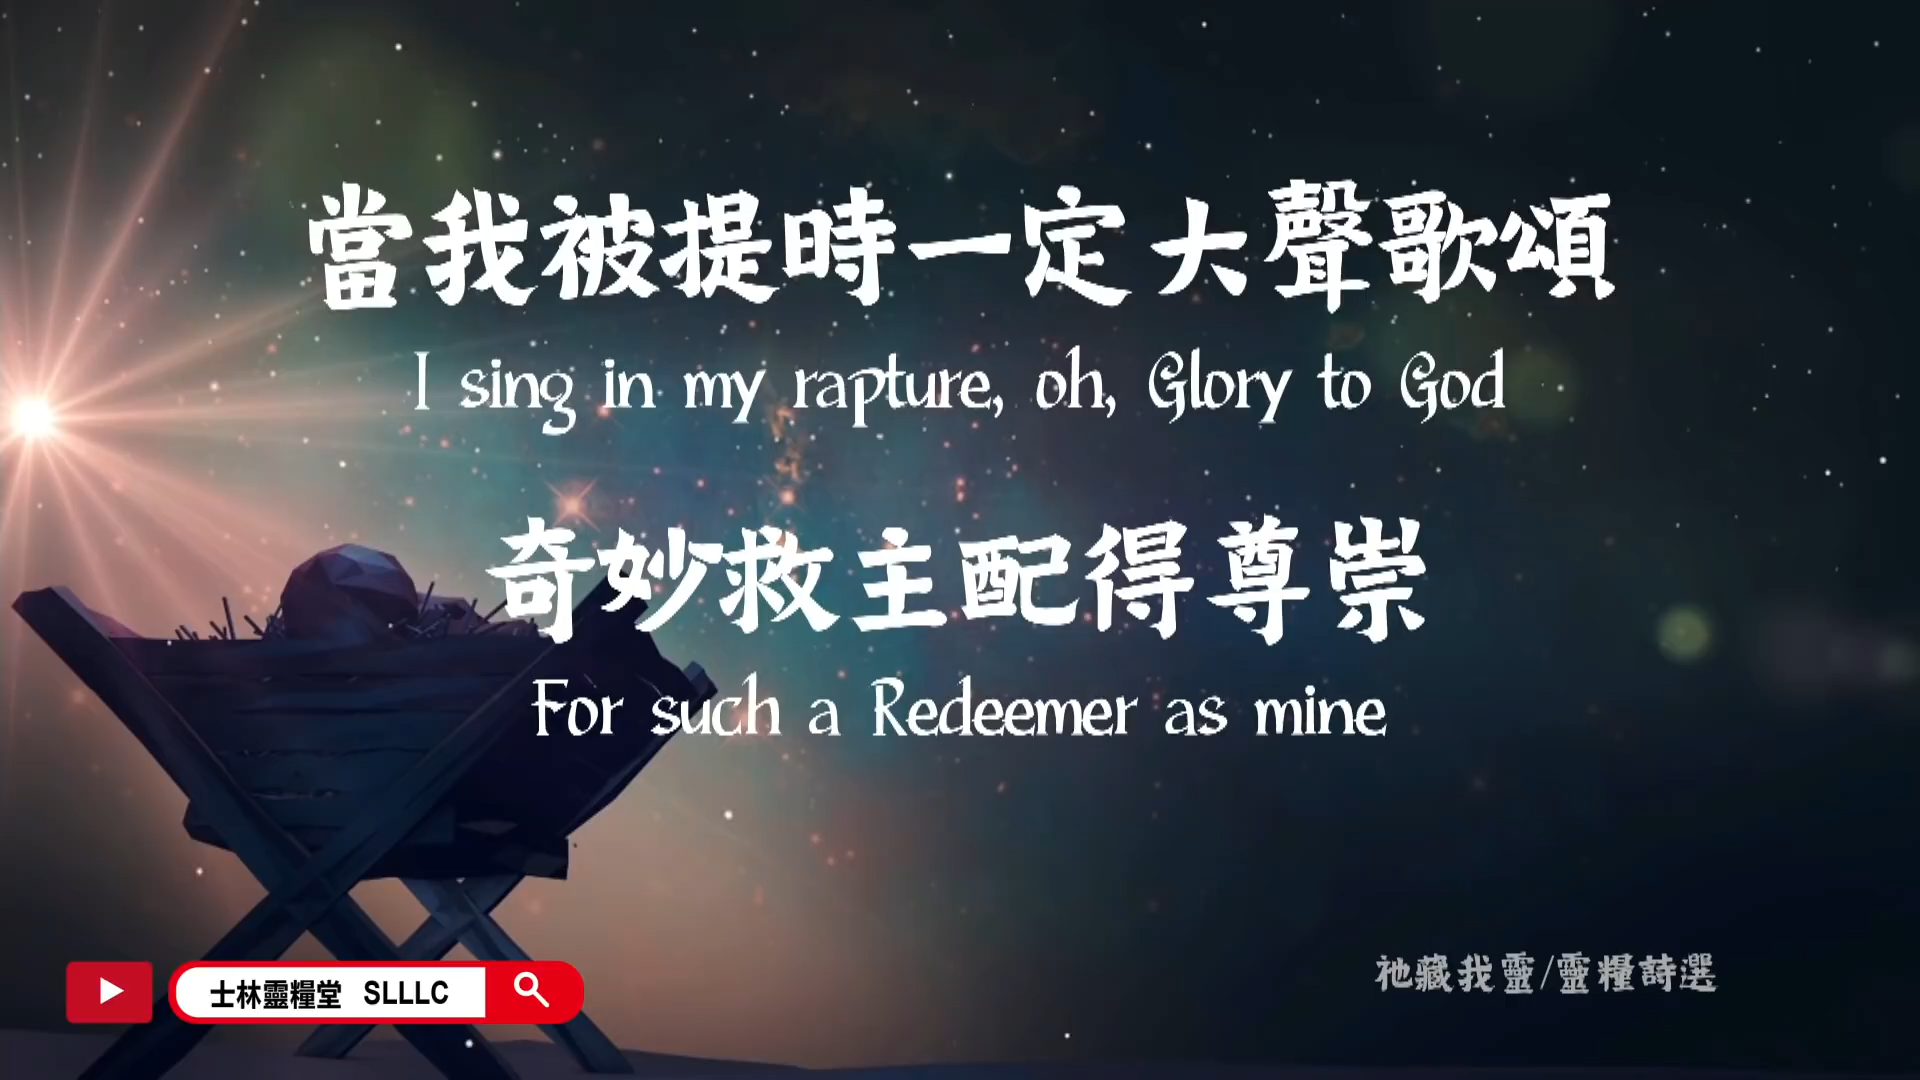 當我被提時一定大聲歌頌
I sing in my rapture, oh, Glory to God
奇妙救主配得尊崇
For such a Redeemer as mine
祂藏我靈/靈糧詩選
士林靈糧堂 SLLLC